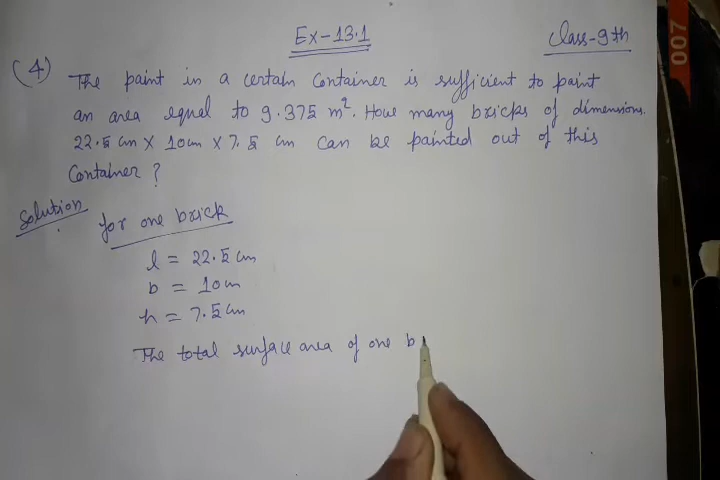 Ex-13.1
Class-9th
(4) The paint in a certain Container is sufficient to paint
an area equal to 9.375 m². How many bricks of dimensions
22.5 cm X 10cm X 7.5 cm can be painted out of this
Container ?
Solution
for one brick
l = 22.5 cm
b = 10cm
h = 7.5cm
The total surface area of one b
007